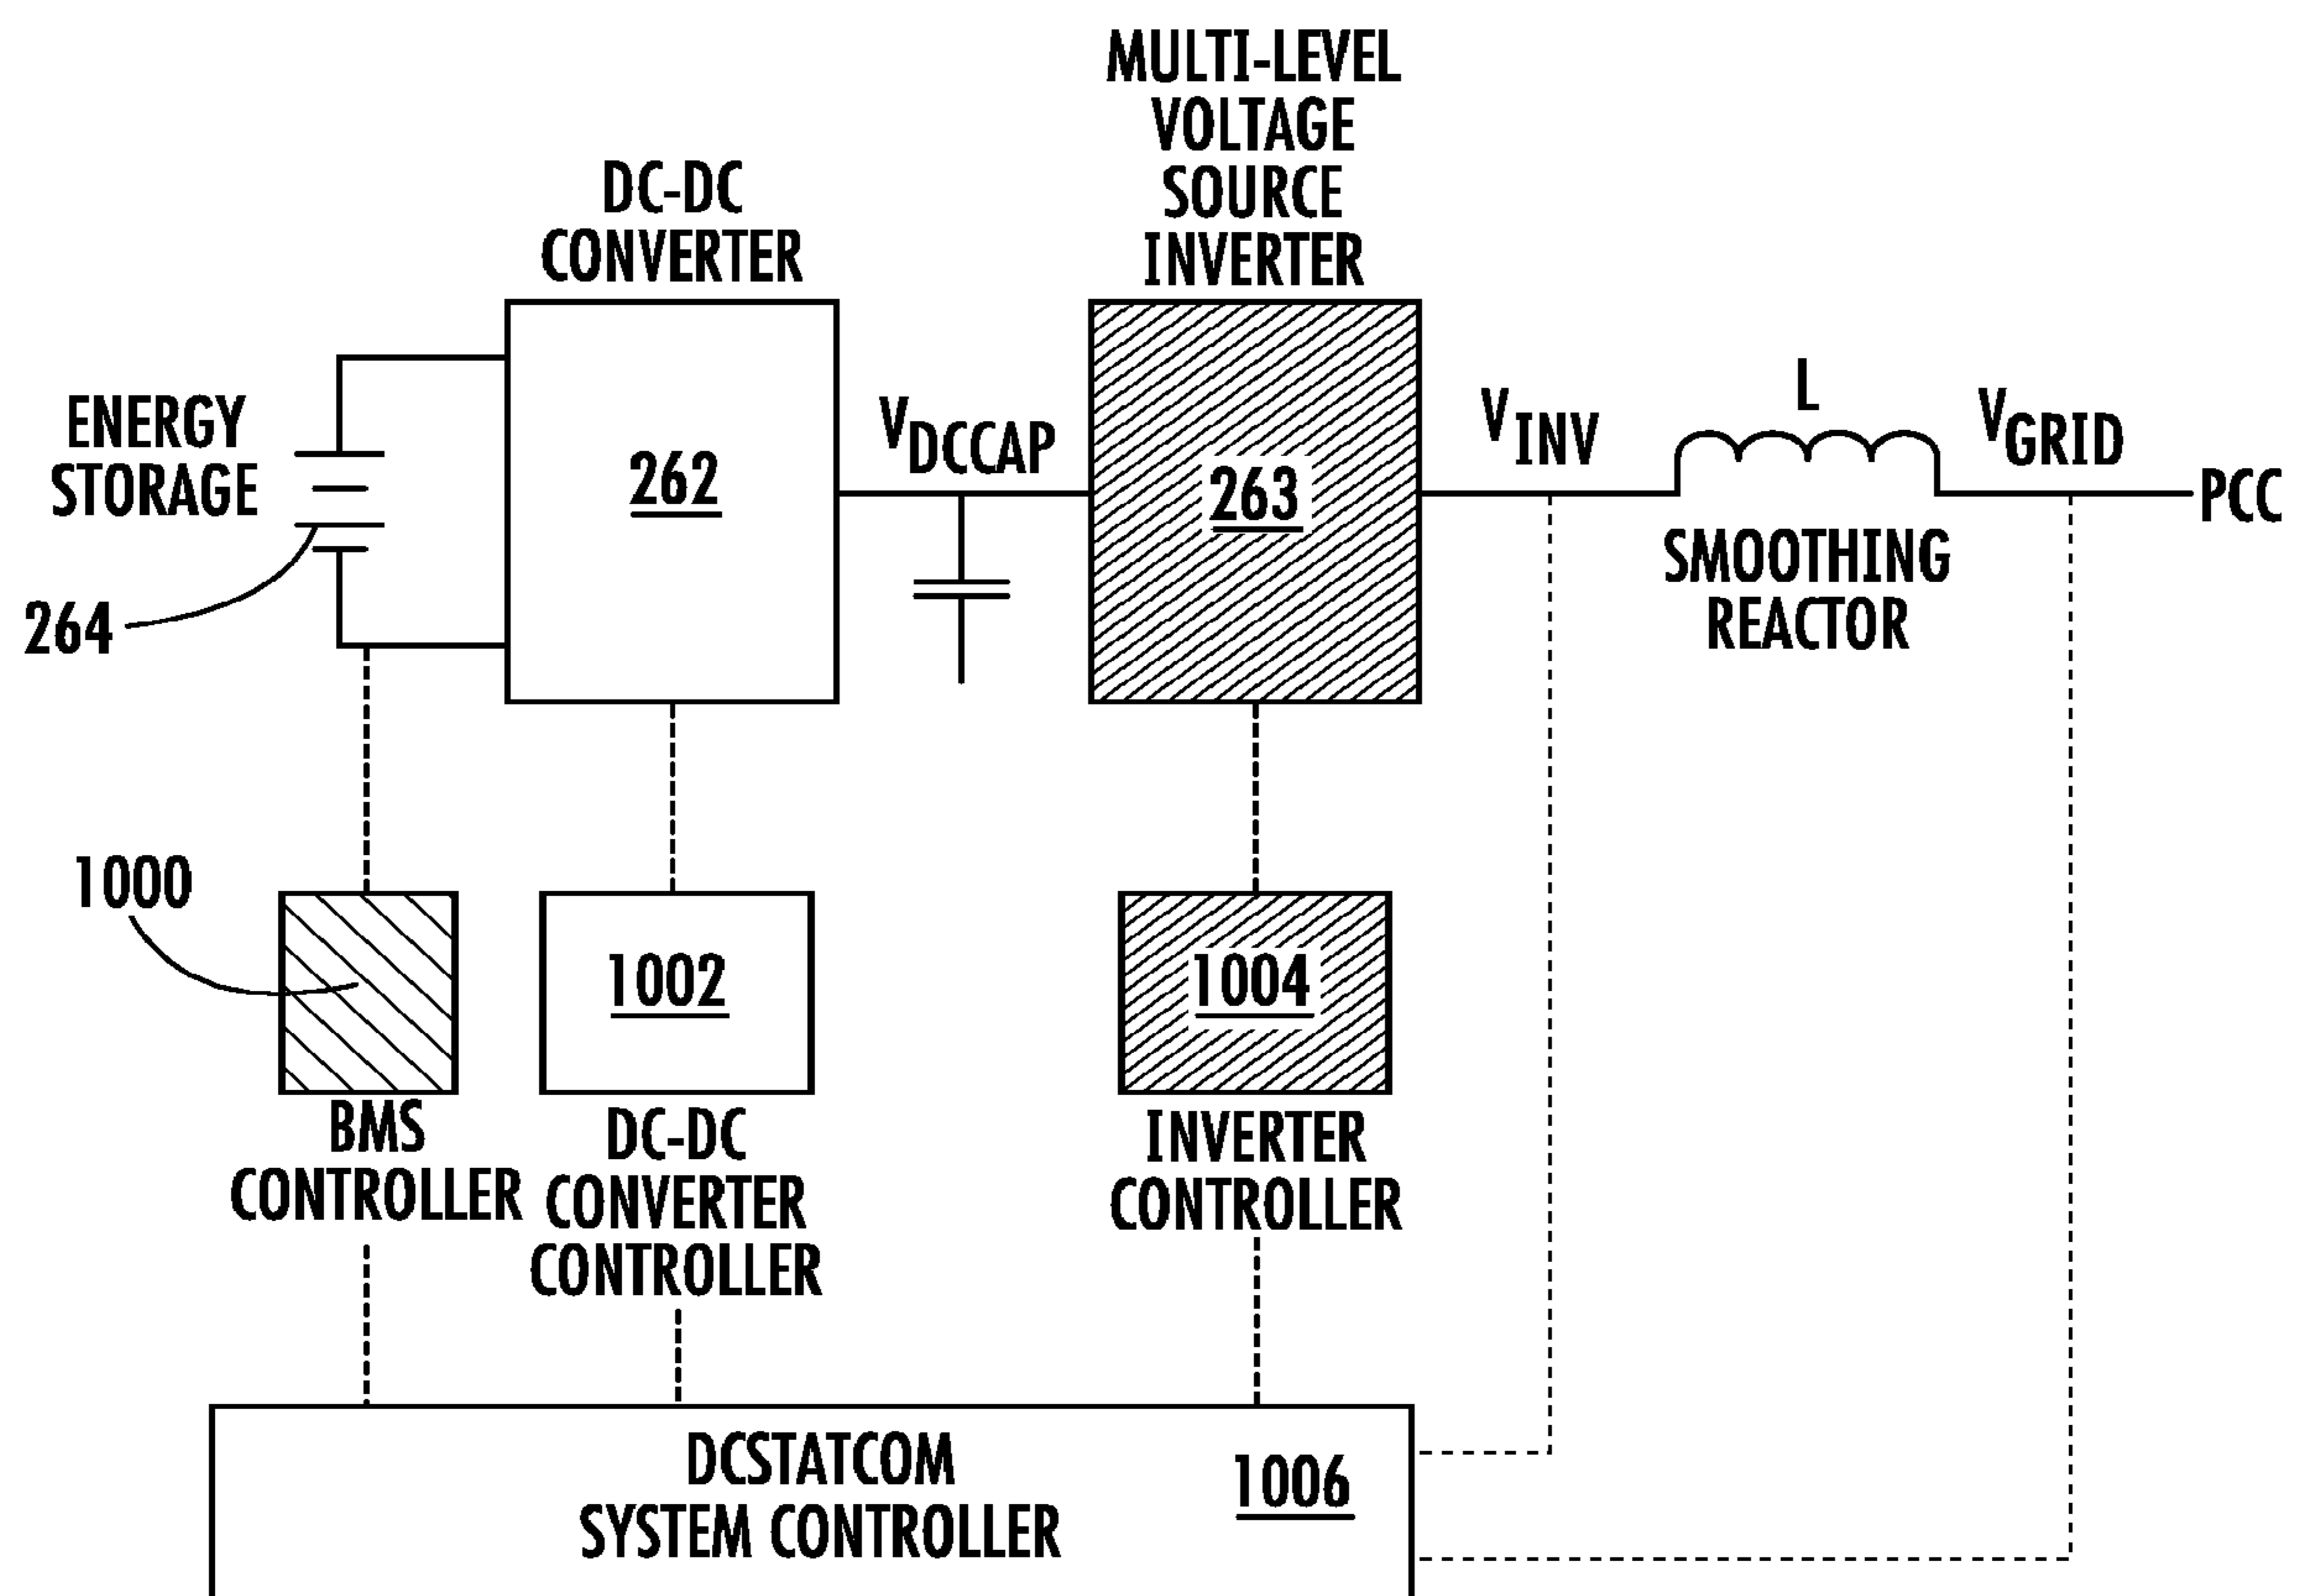 MULTI-LEVEL
VOLTAGE
SOURCE
INVERTER
DC-DC
CONVERTER
ENERGY
STORAGE
264
262
VDCCAP
263
VINV
L
VGRID
PCC
SMOOTHING
REACTOR
1000
1002
1004
BMS
CONTROLLER
DC-DC
CONVERTER
CONTROLLER
INVERTER
CONTROLLER
DCSTATCOM
SYSTEM CONTROLLER
1006